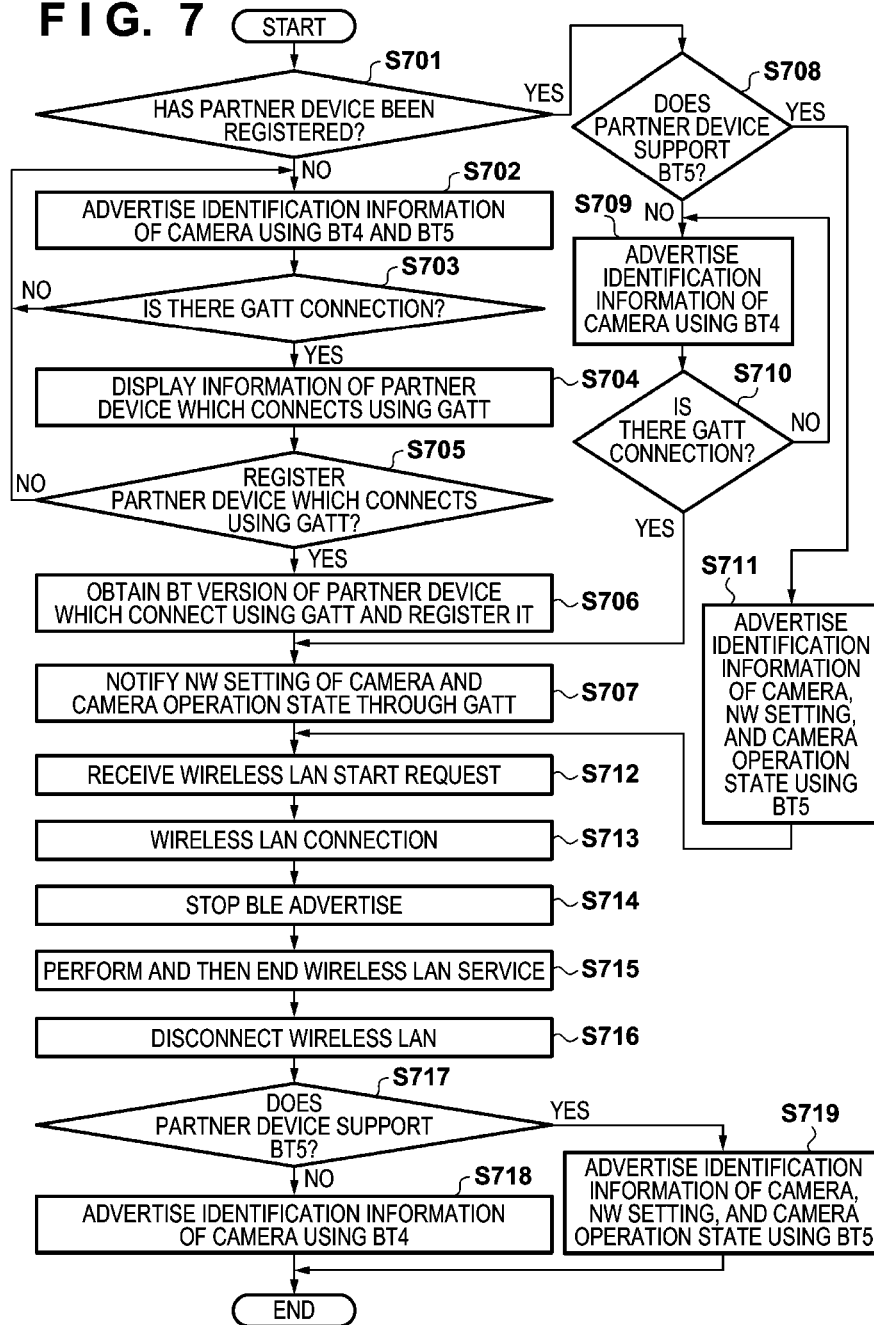 FIG. 7
START
S701
HAS PARTNER DEVICE BEEN
REGISTERED?
YES
NO
S702
ADVERTISE IDENTIFICATION INFORMATION
OF CAMERA USING BT4 AND BT5
S703
NO
IS THERE GATT CONNECTION?
YES
DISPLAY INFORMATION OF PARTNER
DEVICE WHICH CONNECTS USING GATT
S704
S705
NO
REGISTER
PARTNER DEVICE WHICH CONNECTS
USING GATT?
YES
OBTAIN BT VERSION OF PARTNER DEVICE
WHICH CONNECT USING GATT AND REGISTER IT
S706
NOTIFY NW SETTING OF CAMERA AND
CAMERA OPERATION STATE THROUGH GATT
S707
S708
DOES
PARTNER DEVICE
SUPPORT
BT5?
YES
NO
S709
ADVERTISE
IDENTIFICATION
INFORMATION OF
CAMERA USING BT4
S710
IS
THERE GATT
CONNECTION?
NO
YES
S711
ADVERTISE
IDENTIFICATION
INFORMATION
OF CAMERA,
NW SETTING,
AND CAMERA
OPERATION
STATE USING
BT5
RECEIVE WIRELESS LAN START REQUEST
S712
WIRELESS LAN CONNECTION
S713
STOP BLE ADVERTISE
S714
PERFORM AND THEN END WIRELESS LAN SERVICE
S715
DISCONNECT WIRELESS LAN
S716
S717
DOES
PARTNER DEVICE SUPPORT
BT5?
YES
NO
S718
ADVERTISE IDENTIFICATION INFORMATION
OF CAMERA USING BT4
S719
ADVERTISE IDENTIFICATION
INFORMATION OF CAMERA,
NW SETTING, AND CAMERA
OPERATION STATE USING BT5
END